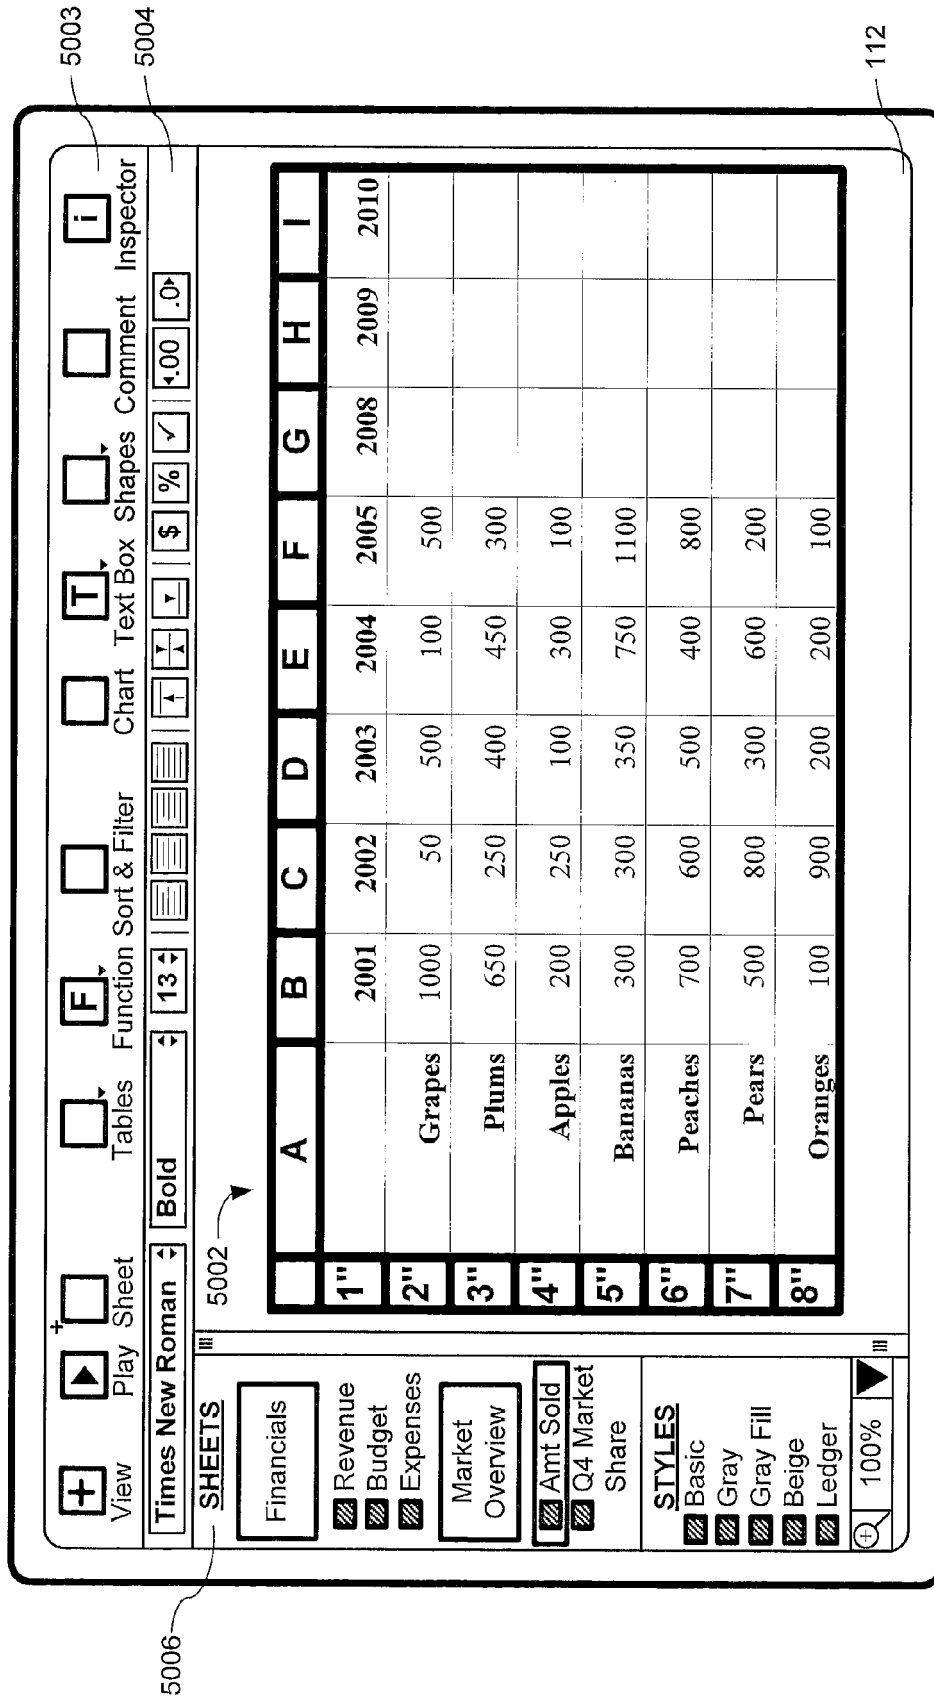 5003
5004
View Play Sheet Tables Function Sort & Filter Chart Text Box Shapes Comment Inspector
+ F T i
Times New Roman Bold 13 $ % ✓ .00 .0
5006
SHEETS
Financials
Revenue
Budget
Expenses
Market
Overview
Amt Sold
Q4 Market
Share
STYLES
Basic
Gray
Gray Fill
Beige
Ledger
100%
5002
A B C D E F G H I
1" 2001 2002 2003 2004 2005 2008 2009 2010
2" Grapes 1000 50 500 100 500
3" Plums 650 250 400 450 300
4" Apples 200 250 100 300 100
5" Bananas 300 300 350 750 1100
6" Peaches 700 600 500 400 800
7" Pears 500 800 300 600 200
8" Oranges 100 900 200 200 100
112